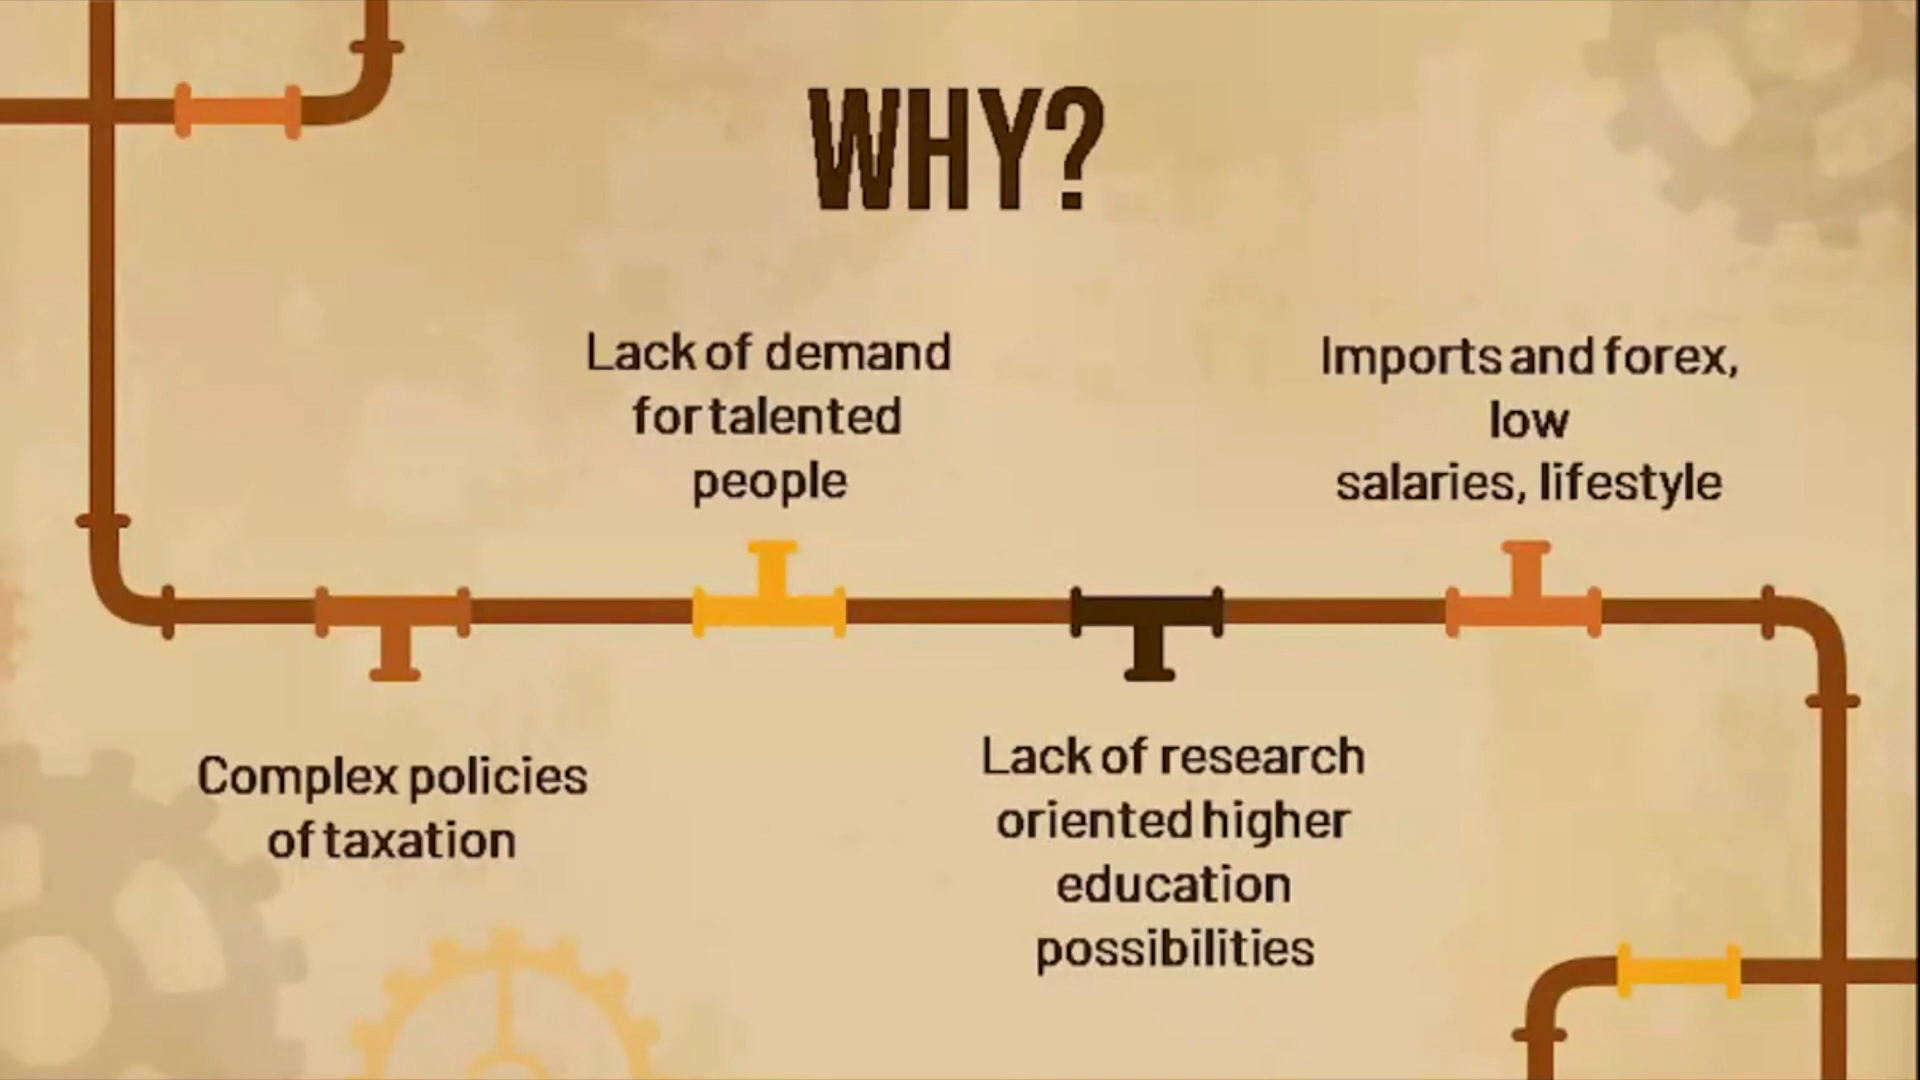 WHY?
Lack of demand
for talented
people
Imports and forex,
low
salaries, lifestyle
Complex policies
of taxation
Lack of research
oriented higher
education
possibilities